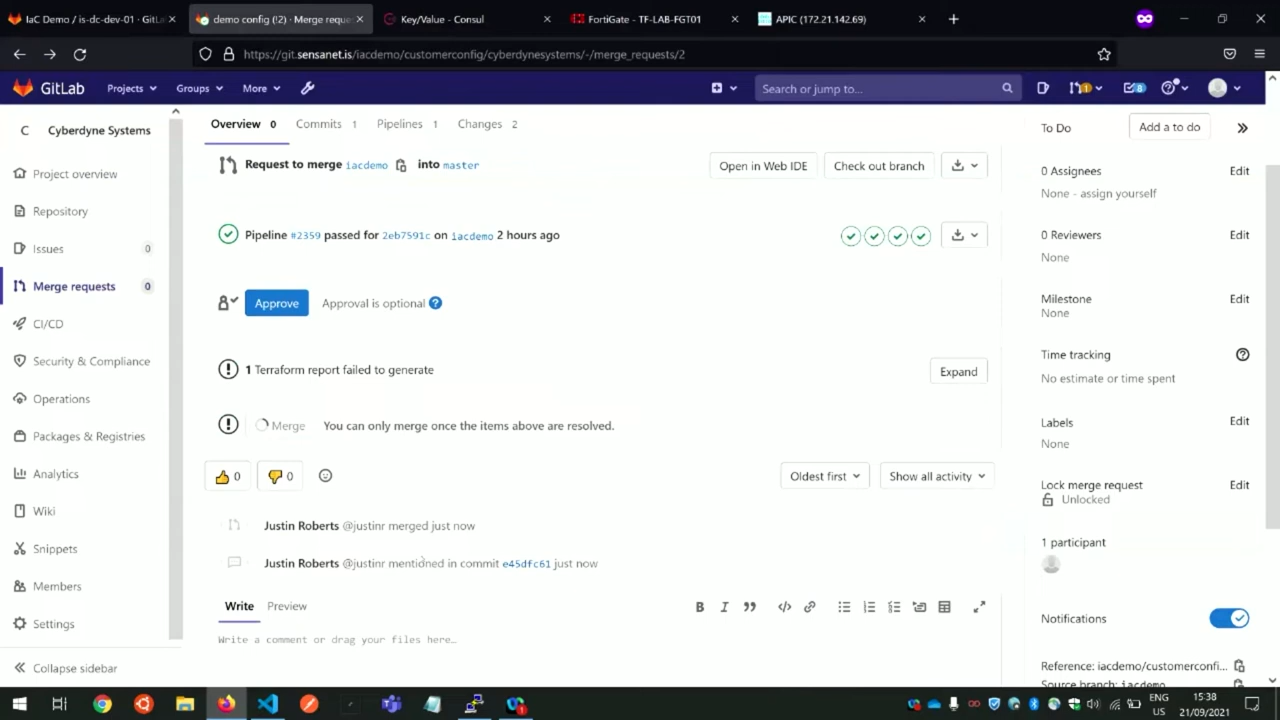 IaC Demo / is-dc-dev-01 · GitLa
demo config (!2) · Merge reque
Key/Value - Consul
FortiGate - TF-LAB-FGT01
APIC (172.21.142.69)
https://git.sensanet.is/iacdemo/customerconfig/cyberdynesystems/-/merge_requests/2
GitLab
Projects
Groups
More
Search or jump to...
1
8
C
Cyberdyne Systems
Project overview
Repository
Issues 0
Merge requests 0
CI/CD
Security & Compliance
Operations
Packages & Registries
Analytics
Wiki
Snippets
Members
Settings
Collapse sidebar
Overview 0
Commits 1
Pipelines 1
Changes 2
Request to merge iacdemo into master
Open in Web IDE
Check out branch
Pipeline #2359 passed for 2eb7591c on iacdemo 2 hours ago
Approve
Approval is optional
1 Terraform report failed to generate
Expand
Merge
You can only merge once the items above are resolved.
0
0
Oldest first
Show all activity
Justin Roberts @justinr merged just now
Justin Roberts @justinr mentioned in commit e45dfc61 just now
Write
Preview
B I
Write a comment or drag your files here…
To Do
Add a to do
0 Assignees
Edit
None - assign yourself
0 Reviewers
Edit
None
Milestone
Edit
None
Time tracking
No estimate or time spent
Labels
Edit
None
Lock merge request
Edit
Unlocked
1 participant
Notifications
Reference: iacdemo/customerconfi...
Source branch: iacdemo
ENG
US
15:38
21/09/2021